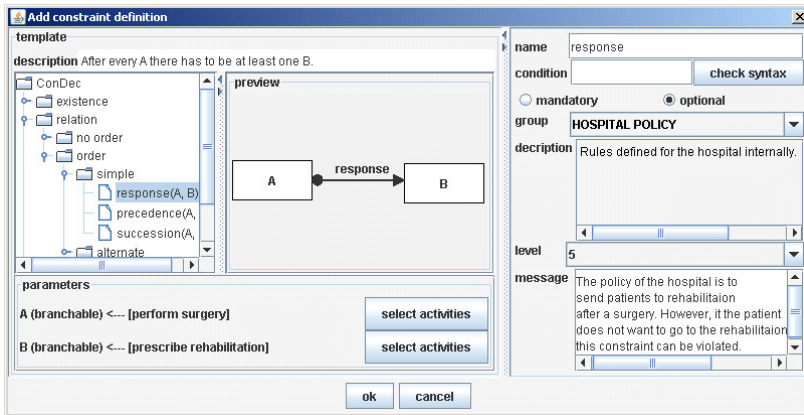 Add constraint definition
template
description After every A there has to be at least one B.
ConDec
existence
relation
no order
order
simple
response(A, B)
precedence(A,
succession(A,
alternate
preview
A
response
B
parameters
A (branchable) <--- [perform surgery]
select activities
B (branchable) <--- [prescribe rehabilitation]
select activities
name response
condition
check syntax
mandatory optional
group HOSPITAL POLICY
decription Rules defined for the hospital internally.
level 5
message The policy of the hospital is to
send patients to rehabilitaion
after a surgery. However, it the patient
does not want to go to the rehabilitaion
this constraint can be violated.
ok cancel